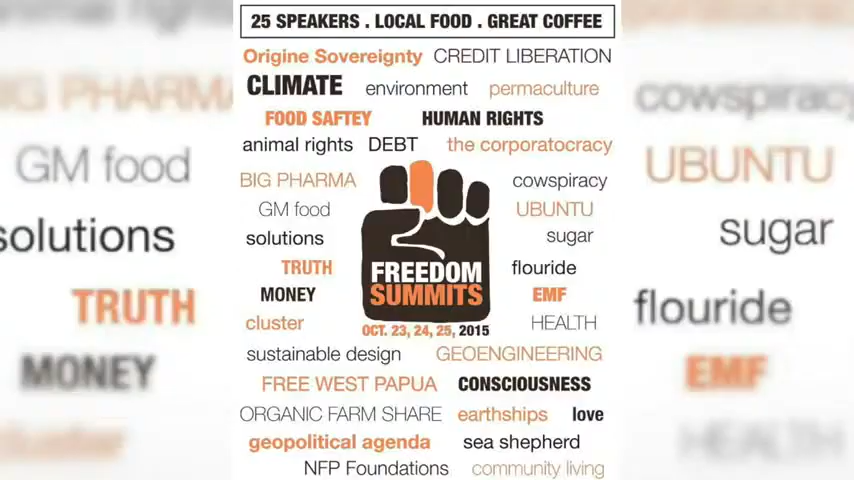 25 SPEAKERS . LOCAL FOOD . GREAT COFFEE
Origine Sovereignty CREDIT LIBERATION
CLIMATE environment permaculture
FOOD SAFTEY HUMAN RIGHTS
animal rights DEBT the corporatocracy
BIG PHARMA cowspiracy
GM food UBUNTU
solutions sugar
TRUTH flouride
MONEY EMF
cluster HEALTH
FREEDOM
SUMMITS
OCT. 23, 24, 25, 2015
sustainable design GEOENGINEERING
FREE WEST PAPUA CONSCIOUSNESS
ORGANIC FARM SHARE earthships love
geopolitical agenda sea shepherd
NFP Foundations community living